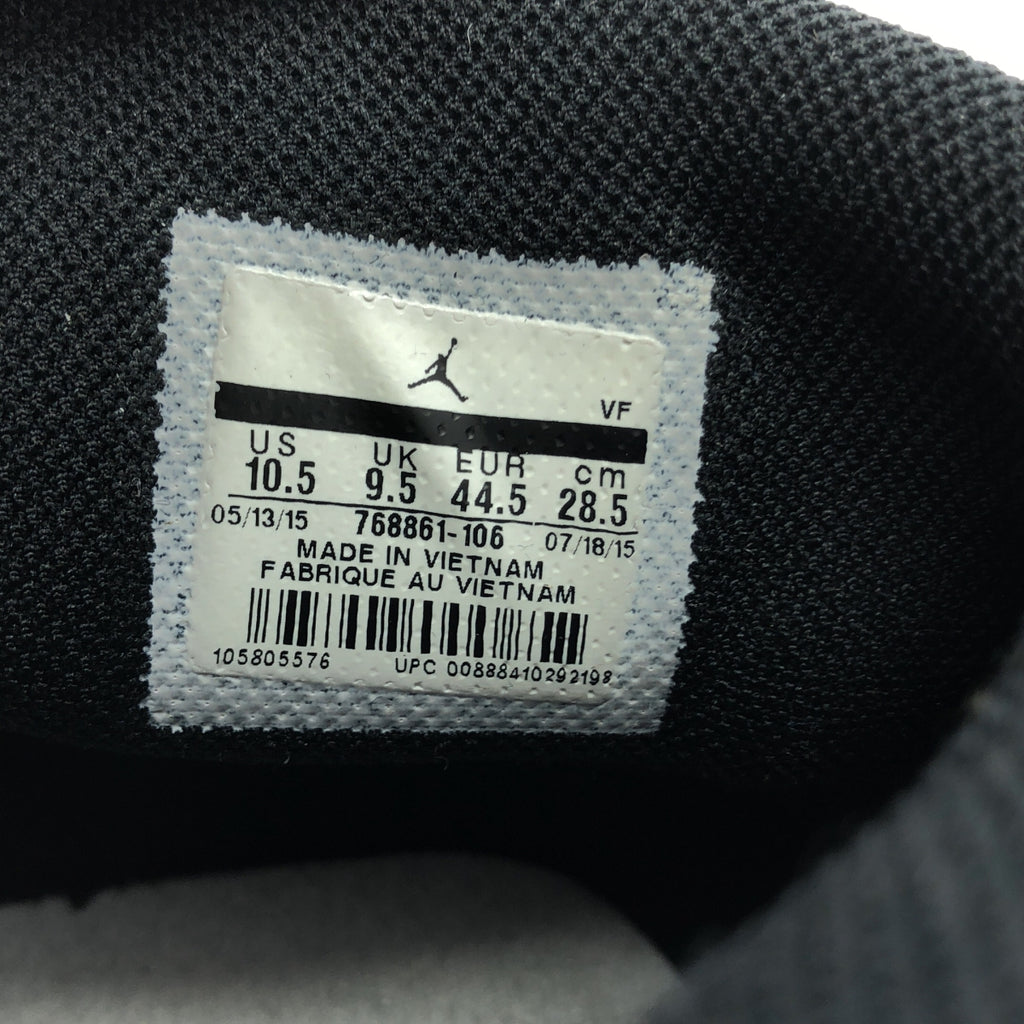 VF
US UK EUR cm
10.5 9.5 44.5 28.5
05/13/15 768861-106 07/18/15
MADE IN VIETNAM
FABRIQUE AU VIETNAM
105805576 UPC 00888410292198